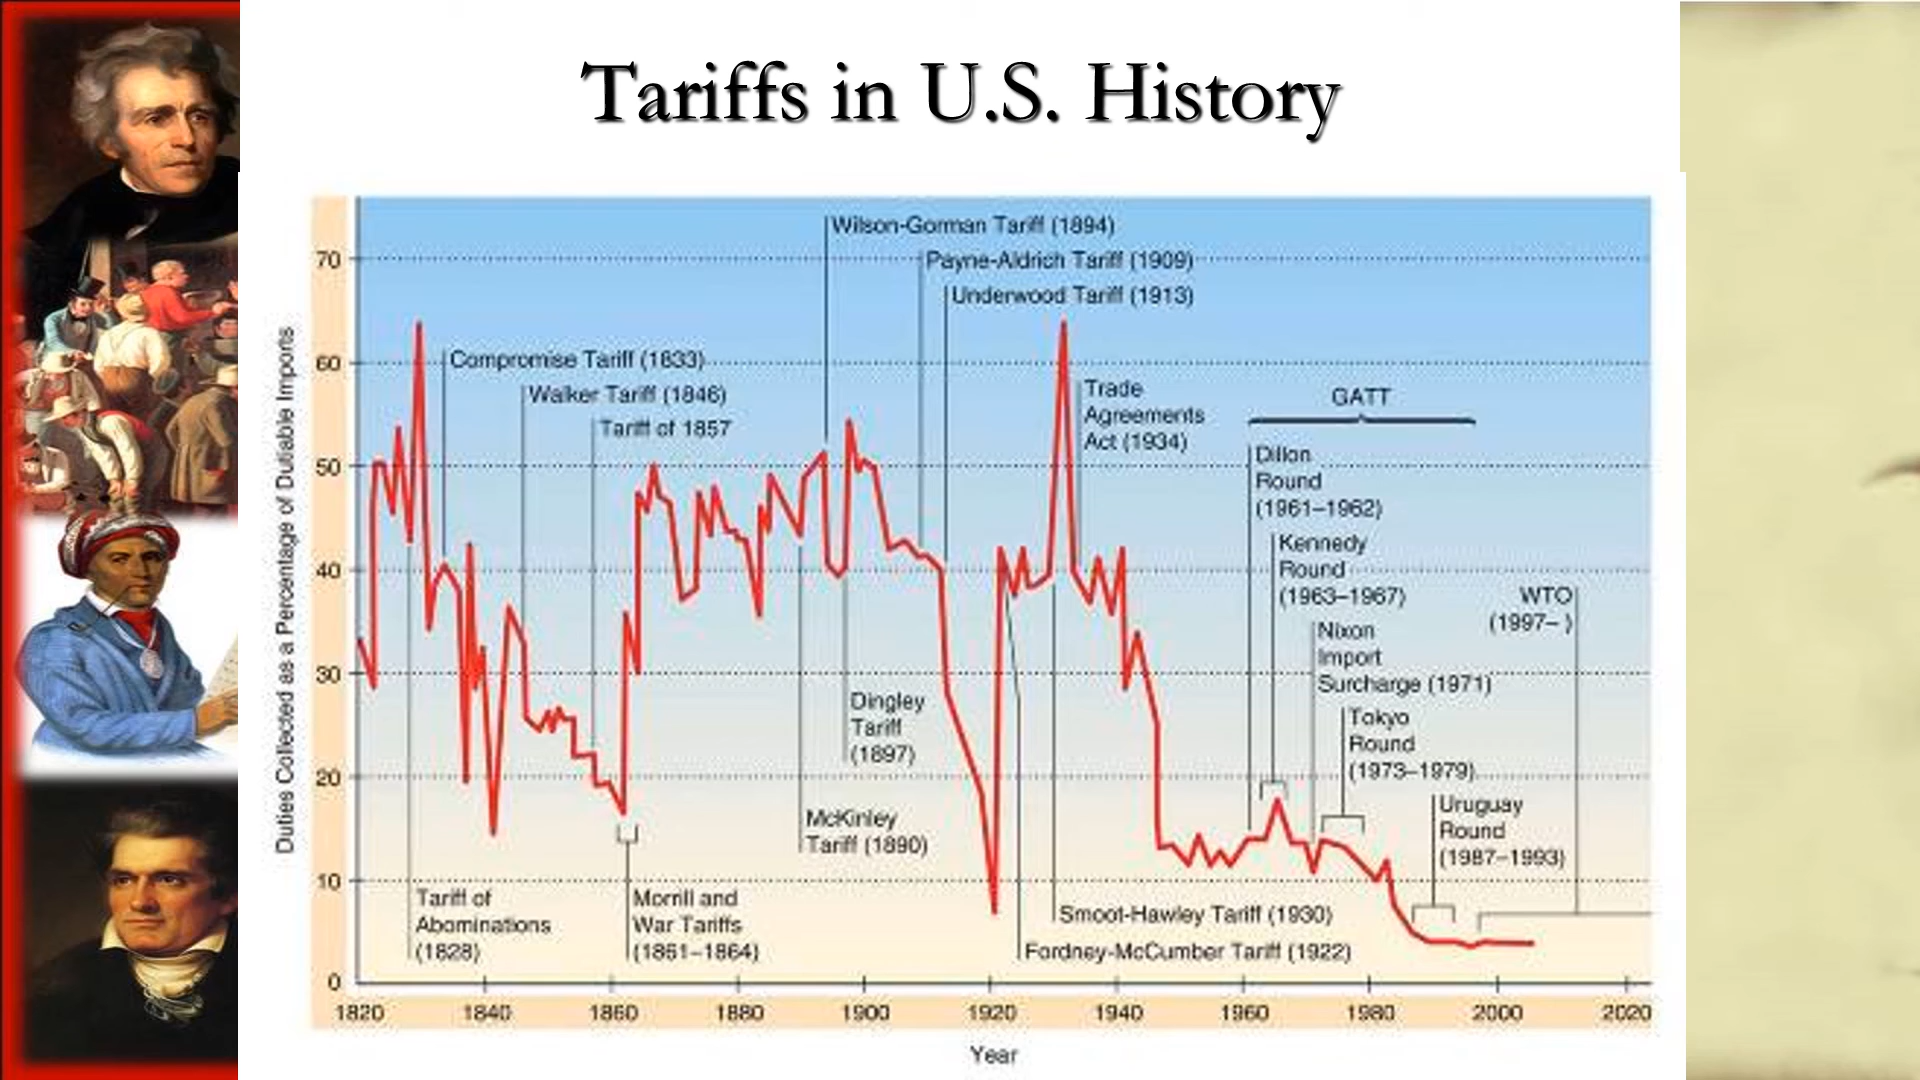 Tariffs in U.S. History
Duties Collected as a Percentage of Dutiable Imports
70
60
50
40
30
20
10
0
Wilson-Gorman Tariff (1894)
Payne-Aldrich Tariff (1909)
Underwood Tariff (1913)
Compromise Tariff (1833)
Walker Tariff (1846)
Tariff of 1857
Trade
Agreements
Act (1934)
GATT
Dillon
Round
(1961–1962)
Kennedy
Round
(1963–1967)
WTO
(1997– )
Nixon
Import
Surcharge (1971)
Tokyo
Round
(1973–1979)
Uruguay
Round
(1987–1993)
Dingley
Tariff
(1897)
McKinley
Tariff (1890)
Tariff of
Abominations
(1828)
Morrill and
War Tariffs
(1861–1864)
Smoot-Hawley Tariff (1930)
Fordney-McCumber Tariff (1922)
1820 1840 1860 1880 1900 1920 1940 1960 1980 2000 2020
Year